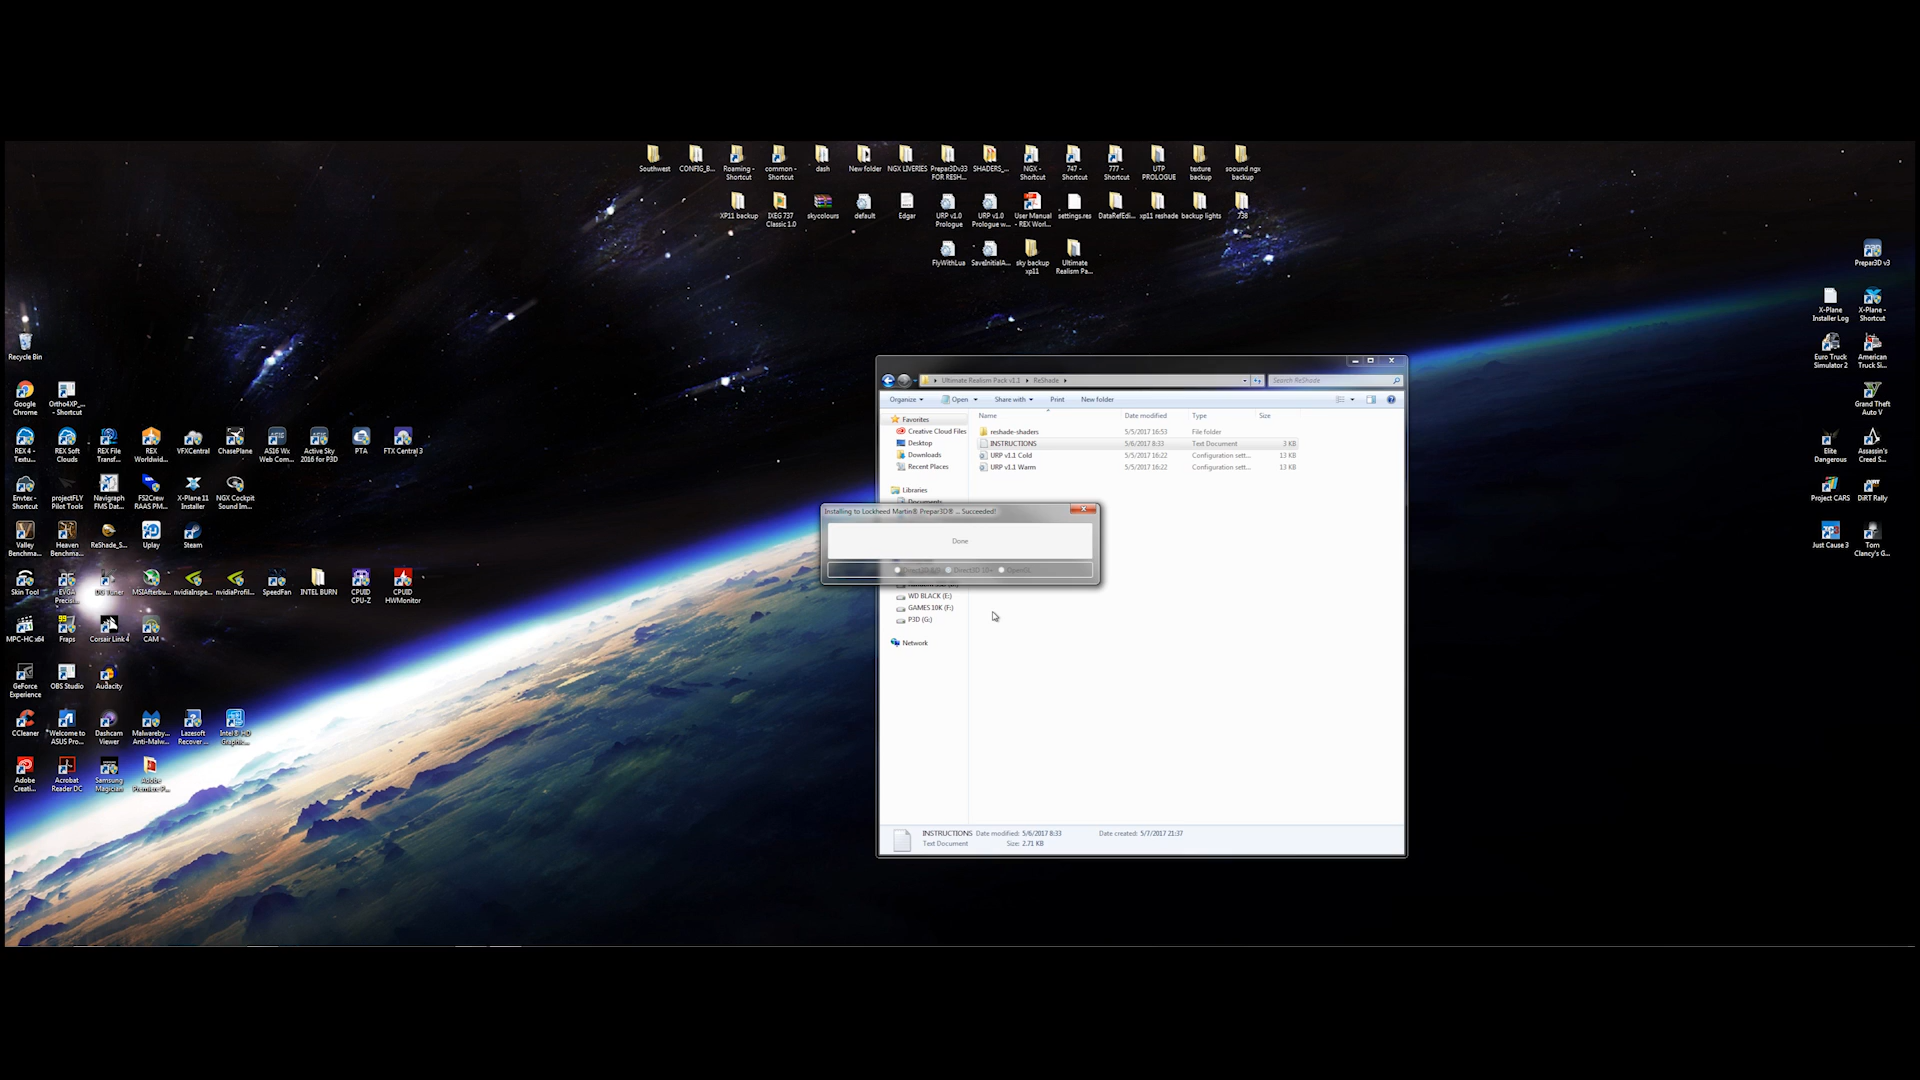 Southwest
CONFIG_B...
Roaming - Shortcut
common - Shortcut
dash
New folder
NGX LIVERIES
Prepar3Dv33 FOR RESH...
SHADERS_...
NGX - Shortcut
747 - Shortcut
777 - Shortcut
UTP PROLOGUE
texture backup
soound ngx backup
XP11 backup
IXEG 737 Classic 1.0
skycolours
default
Edgar
URP v1.0 Prologue
URP v1.0 Prologue w...
User Manual - REX Worl...
settings.res
DataRefEdi...
xp11 reshade
backup lights
738
FlyWithLua
SaveInitialA...
sky backup xp11
Ultimate Realism Pa...
Prepar3D v3
X-Plane Installer Log
X-Plane - Shortcut
Euro Truck Simulator 2
American Truck Si...
Grand Theft Auto V
Elite Dangerous
Assassin's Creed S...
Project CARS
DiRT Rally
Just Cause 3
Tom Clancy's G...
Recycle Bin
Google Chrome
Ortho4XP_... - Shortcut
REX 4 - Textu...
REX Soft Clouds
REX File Transf...
REX Worldwid...
VFXCentral
ChasePlane
AS16 Wx Web Com...
Active Sky 2016 for P3D
PTA
FTX Central 3
Envtex - Shortcut
projectFLY Pilot Tools
Navigraph FMS Dat...
FS2Crew RAAS PM...
X-Plane 11 Installer
NGX Cockpit Sound Im...
Valley Benchma...
Heaven Benchma...
ReShade_S...
Uplay
Steam
Skin Tool
EVGA Precisi...
MSIAfterbu...
nvidiaInspe...
nvidiaProfil...
SpeedFan
INTEL BURN
CPUID CPU-Z
CPUID HWMonitor
MPC-HC x64
Fraps
Corsair Link 4
CAM
GeForce Experience
OBS Studio
Audacity
CCleaner
Welcome to ASUS Pro...
Dashcam Viewer
Malwareby... Anti-Malw...
Lazesoft Recover ...
Intel® HD Graphic...
Adobe Creati...
Acrobat Reader DC
Samsung Magician
Adobe Premiere P...
Ultimate Realism Pack v1.1
ReShade
Search ReShade
Organize
Open
Share with
Print
New folder
Favorites
Creative Cloud Files
Desktop
Downloads
Recent Places
Libraries
Documents
WD BLACK (E:)
GAMES 10K (F:)
P3D (G:)
Network
Name Date modified Type Size
reshade-shaders 5/5/2017 16:53 File folder
INSTRUCTIONS 5/6/2017 8:33 Text Document 3 KB
URP v1.1 Cold 5/5/2017 16:22 Configuration sett... 13 KB
URP v1.1 Warm 5/5/2017 16:22 Configuration sett... 13 KB
Installing to Lockheed Martin® Prepar3D® ... Succeeded!
Done
Direct3D 10+
OpenGL
INSTRUCTIONS Date modified: 5/6/2017 8:33 Date created: 5/7/2017 21:37
Text Document Size: 2.71 KB